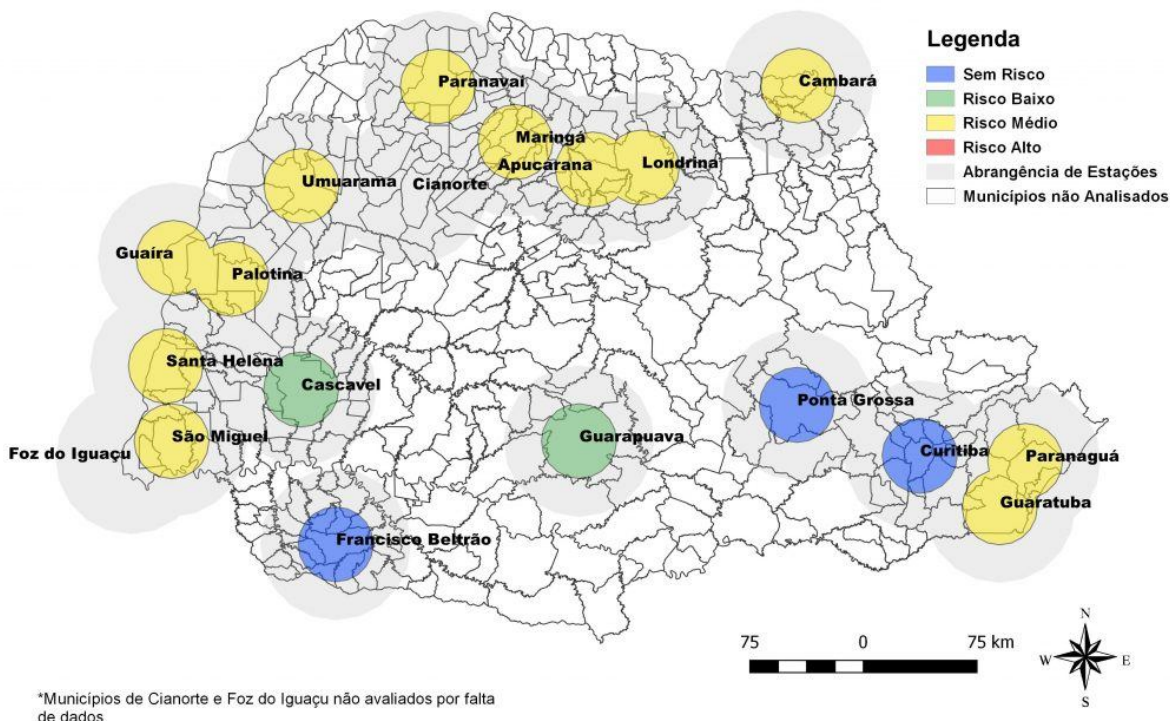 Legenda
Sem Risco
Risco Baixo
Risco Médio
Risco Alto
Abrangência de Estações
Municípios não Analisados
Paranavaí
Cambará
Maringá
Apucarana
Londrina
Umuarama
Cianorte
Guaíra
Palotina
Santa Helena
Cascavel
Ponta Grossa
São Miguel
Guarapuava
Foz do Iguaçu
Curitiba
Paranaguá
Guaratuba
Francisco Beltrão
75 0 75 km
N
W E
S
*Municípios de Cianorte e Foz do Iguaçu não avaliados por falta
de dados